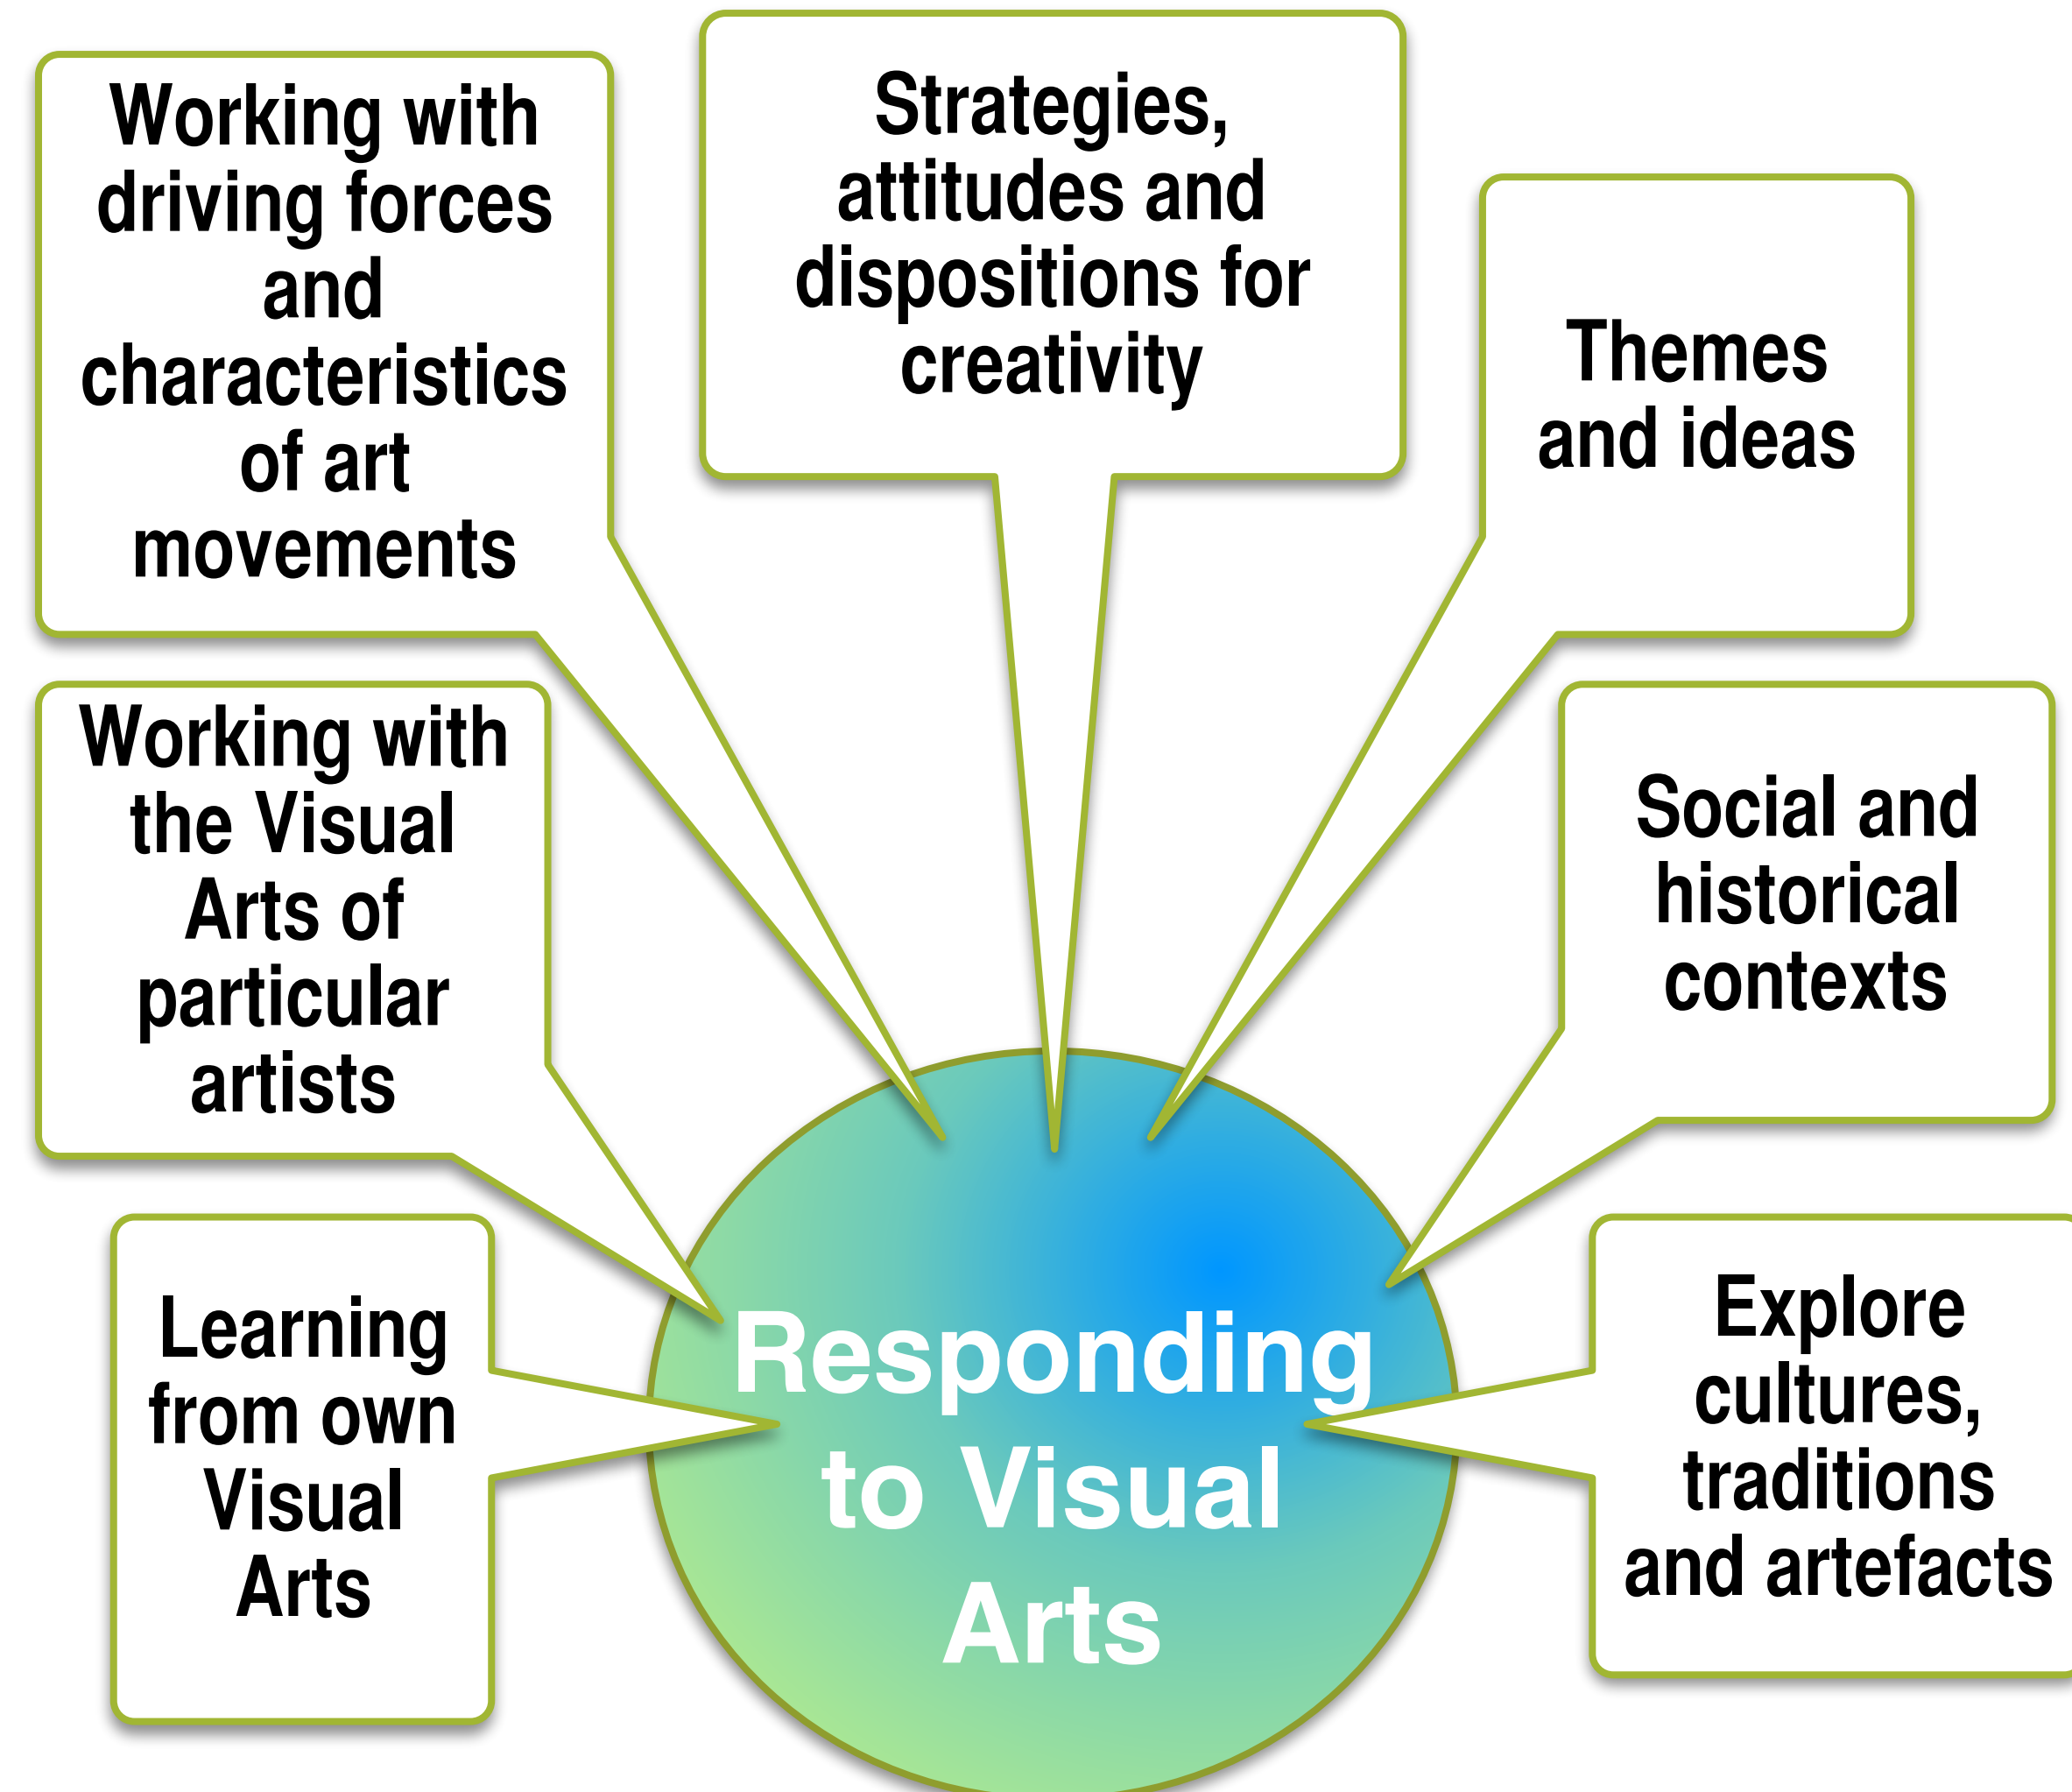 Working with
driving forces
and
characteristics
of art
movements
Strategies,
attitudes and
dispositions for
creativity
Themes
and ideas
Working with
the Visual
Arts of
particular
artists
Social and
historical
contexts
Learning
from own
Visual
Arts
Responding
to Visual
Arts
Explore
cultures,
traditions
and artefacts